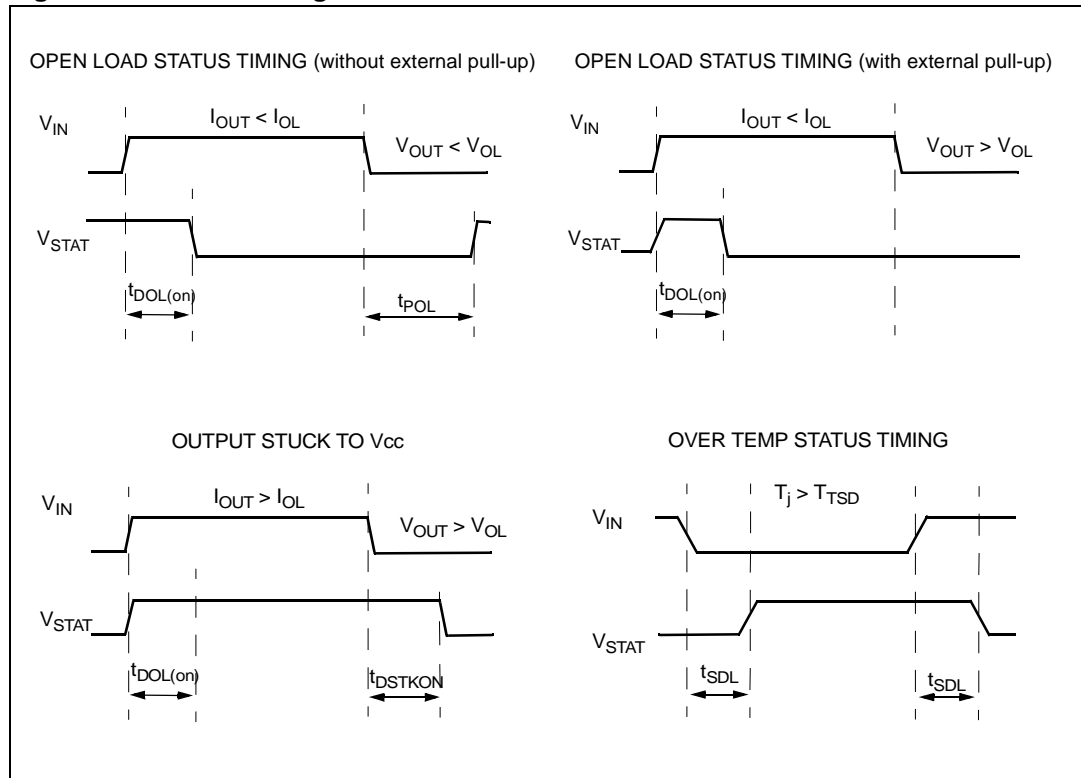 OPEN LOAD STATUS TIMING (without external pull-up)
VIN
IOUT < IOL
VOUT < VOL
VSTAT
tDOL(on)
tPOL
OPEN LOAD STATUS TIMING (with external pull-up)
VIN
IOUT < IOL
VOUT > VOL
VSTAT
tDOL(on)
OUTPUT STUCK TO Vcc
VIN
IOUT > IOL
VOUT > VOL
VSTAT
tDOL(on)
tDSTKON
OVER TEMP STATUS TIMING
Tj > TTSD
VIN
VSTAT
tSDL
tSDL